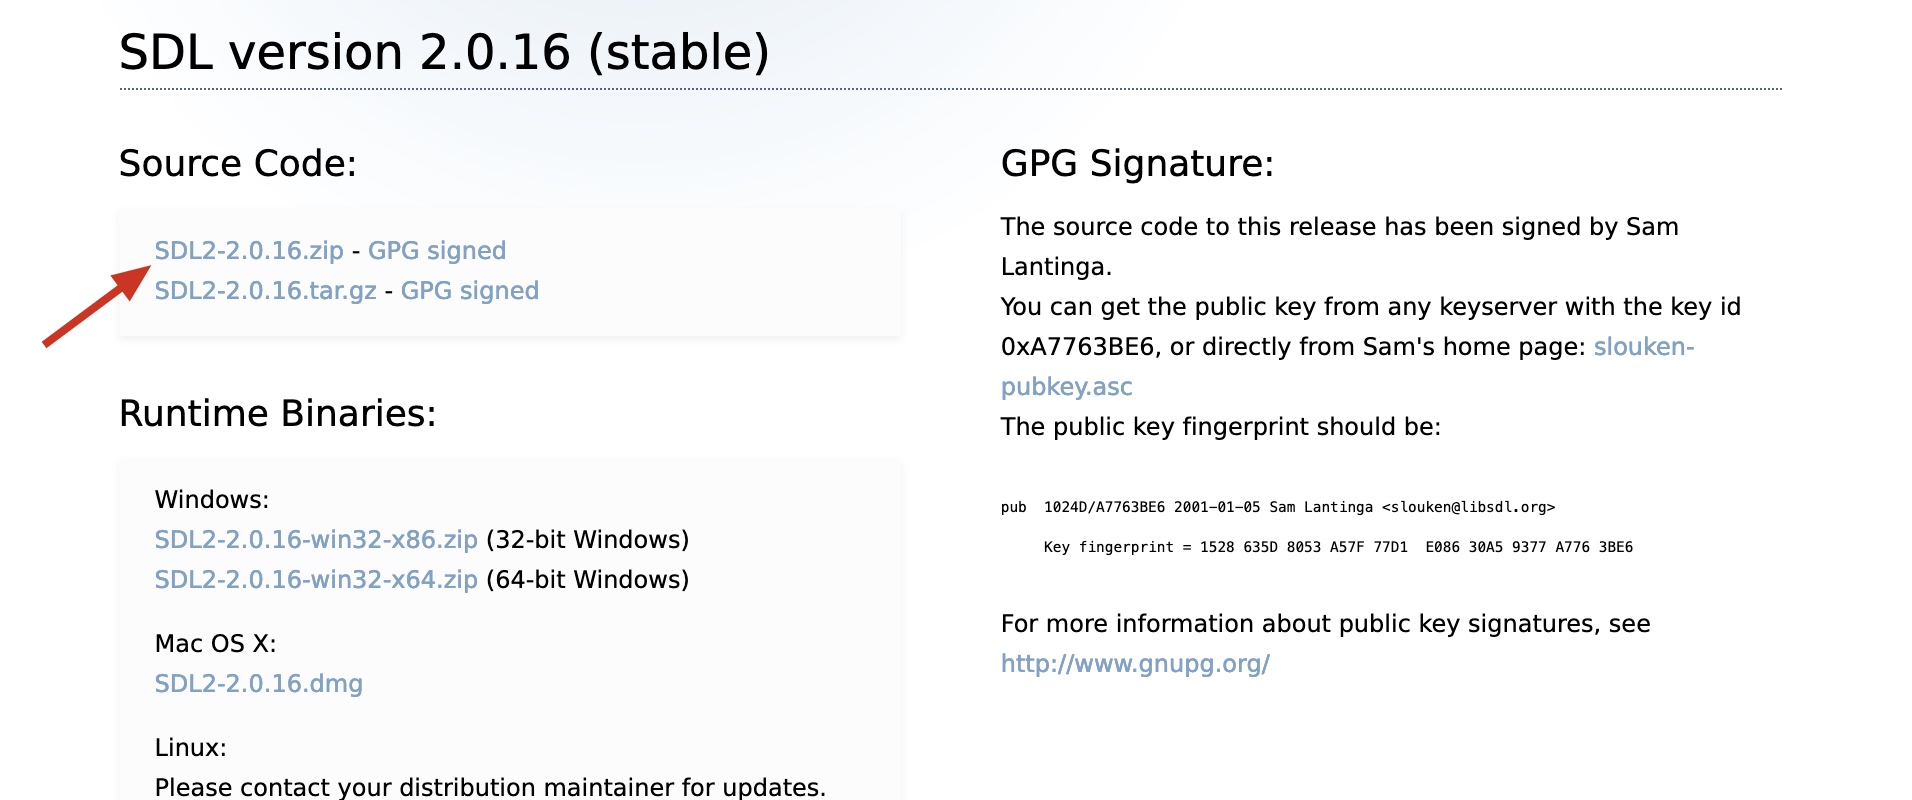 SDL version 2.0.16 (stable)
Source Code:
SDL2-2.0.16.zip - GPG signed
SDL2-2.0.16.tar.gz - GPG signed
Runtime Binaries:
Windows:
SDL2-2.0.16-win32-x86.zip (32-bit Windows)
SDL2-2.0.16-win32-x64.zip (64-bit Windows)
Mac OS X:
SDL2-2.0.16.dmg
Linux:
Please contact your distribution maintainer for updates.
GPG Signature:
The source code to this release has been signed by Sam
Lantinga.
You can get the public key from any keyserver with the key id
0xA7763BE6, or directly from Sam's home page: slouken-
pubkey.asc
The public key fingerprint should be:
pub  1024D/A7763BE6 2001-01-05 Sam Lantinga <slouken@libsdl.org>
Key fingerprint = 1528 635D 8053 A57F 77D1  E086 30A5 9377 A776 3BE6
For more information about public key signatures, see
http://www.gnupg.org/